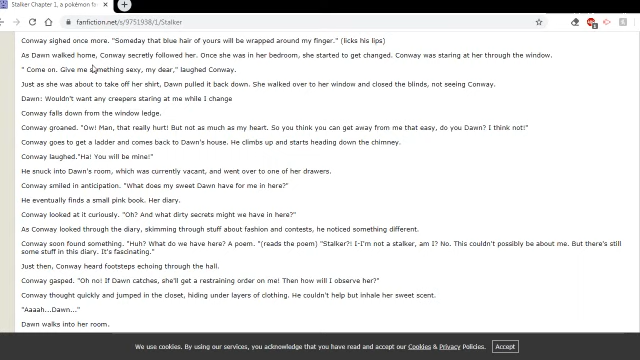 Stalker Chapter 1, a pokémon fa
fanfiction.net/s/9751938/1/Stalker
Conway sighed once more. "Someday that blue hair of yours will be wrapped around my finger." (licks his lips)
As Dawn walked home, Conway secretly followed her. Once she was in her bedroom, she started to get changed. Conway was staring at her through the window.
" Come on. Give me something sexy, my dear," laughed Conway.
Just as she was about to take off her shirt, Dawn pulled it back down. She walked over to her window and closed the blinds, not seeing Conway.
Dawn: Wouldn't want any creepers staring at me while I change
Conway falls down from the window ledge.
Conway groaned. "Ow! Man, that really hurt! But not as much as my heart. So you think you can get away from me that easy, do you Dawn? I think not!"
Conway goes to get a ladder and comes back to Dawn's house. He climbs up and starts heading down the chimney.
Conway laughed."Ha! You will be mine!"
He snuck into Dawn's room, which was currently vacant, and went over to one of her drawers.
Conway smiled in anticipation. "What does my sweet Dawn have for me in here?"
He eventually finds a small pink book. Her diary.
Conway looked at it curiously. "Oh? And what dirty secrets might we have in here?"
As Conway looked through the diary, skimming through stuff about fashion and contests, he noticed something different.
Conway soon found something. "Huh? What do we have here? A poem. "(reads the poem) "Stalker?! I-I'm not a stalker, am I? No. This couldn't possibly be about me. But there's still
some stuff in this diary. It's fascinating."
Just then, Conway heard footsteps echoing through the hall.
Conway gasped. "Oh no! If Dawn catches, she'll get a restraining order on me! Then how will I observe her?"
Conway thought quickly and jumped in the closet, hiding under layers of clothing. He couldn't help but inhale her sweet scent.
"Aaaah...Dawn..."
Dawn walks into her room.
We use cookies. By using our services, you acknowledge that you have read and accept our Cookies & Privacy Policies. Accept